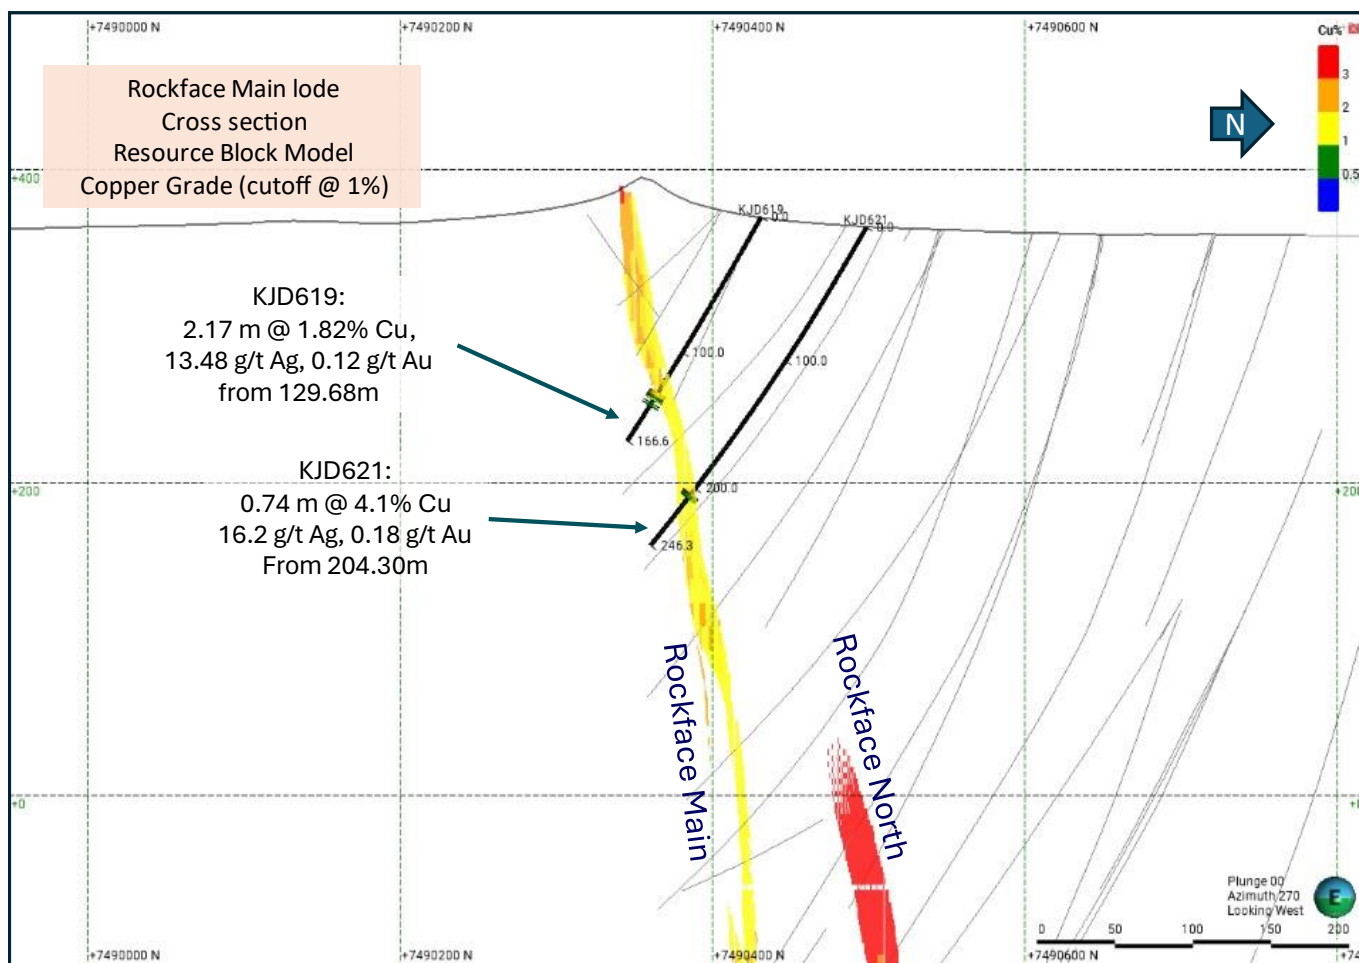 +7490000 N
+7490200 N
+7490400 N
+7490600 N
Cu%
Rockface Main lode
Cross section
Resource Block Model
Copper Grade (cutoff @ 1%)
N
3
2
1
0.5
+400
KJD619
0.0
KJD621
0.0
KJD619:
2.17 m @ 1.82% Cu,
13.48 g/t Ag, 0.12 g/t Au
from 129.68m
100.0
100.0
166.6
KJD621:
0.74 m @ 4.1% Cu
16.2 g/t Ag, 0.18 g/t Au
From 204.30m
+200
200.0
+20
246.3
Rockface Main
Rockface North
+0
Plunge 00
Azimuth 270
Looking West
E
0 50 100 150 200
+7490000 N
+7490200 N
+7490400 N
+7490600 N
+74